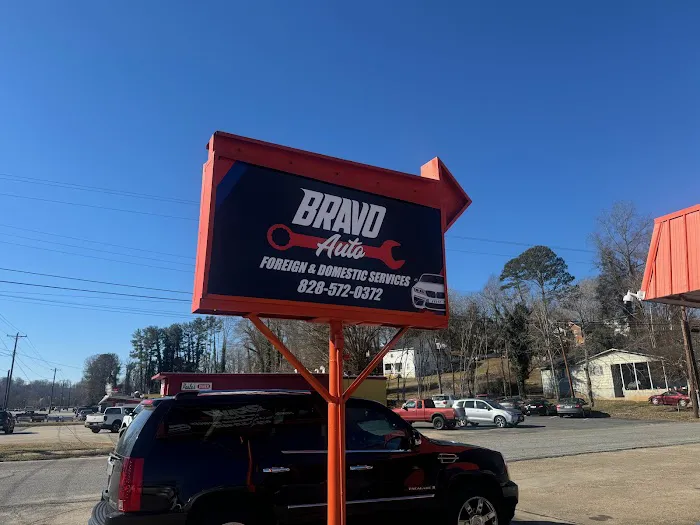 BRAVO
Auto
FOREIGN & DOMESTIC SERVICES
828-572-0372